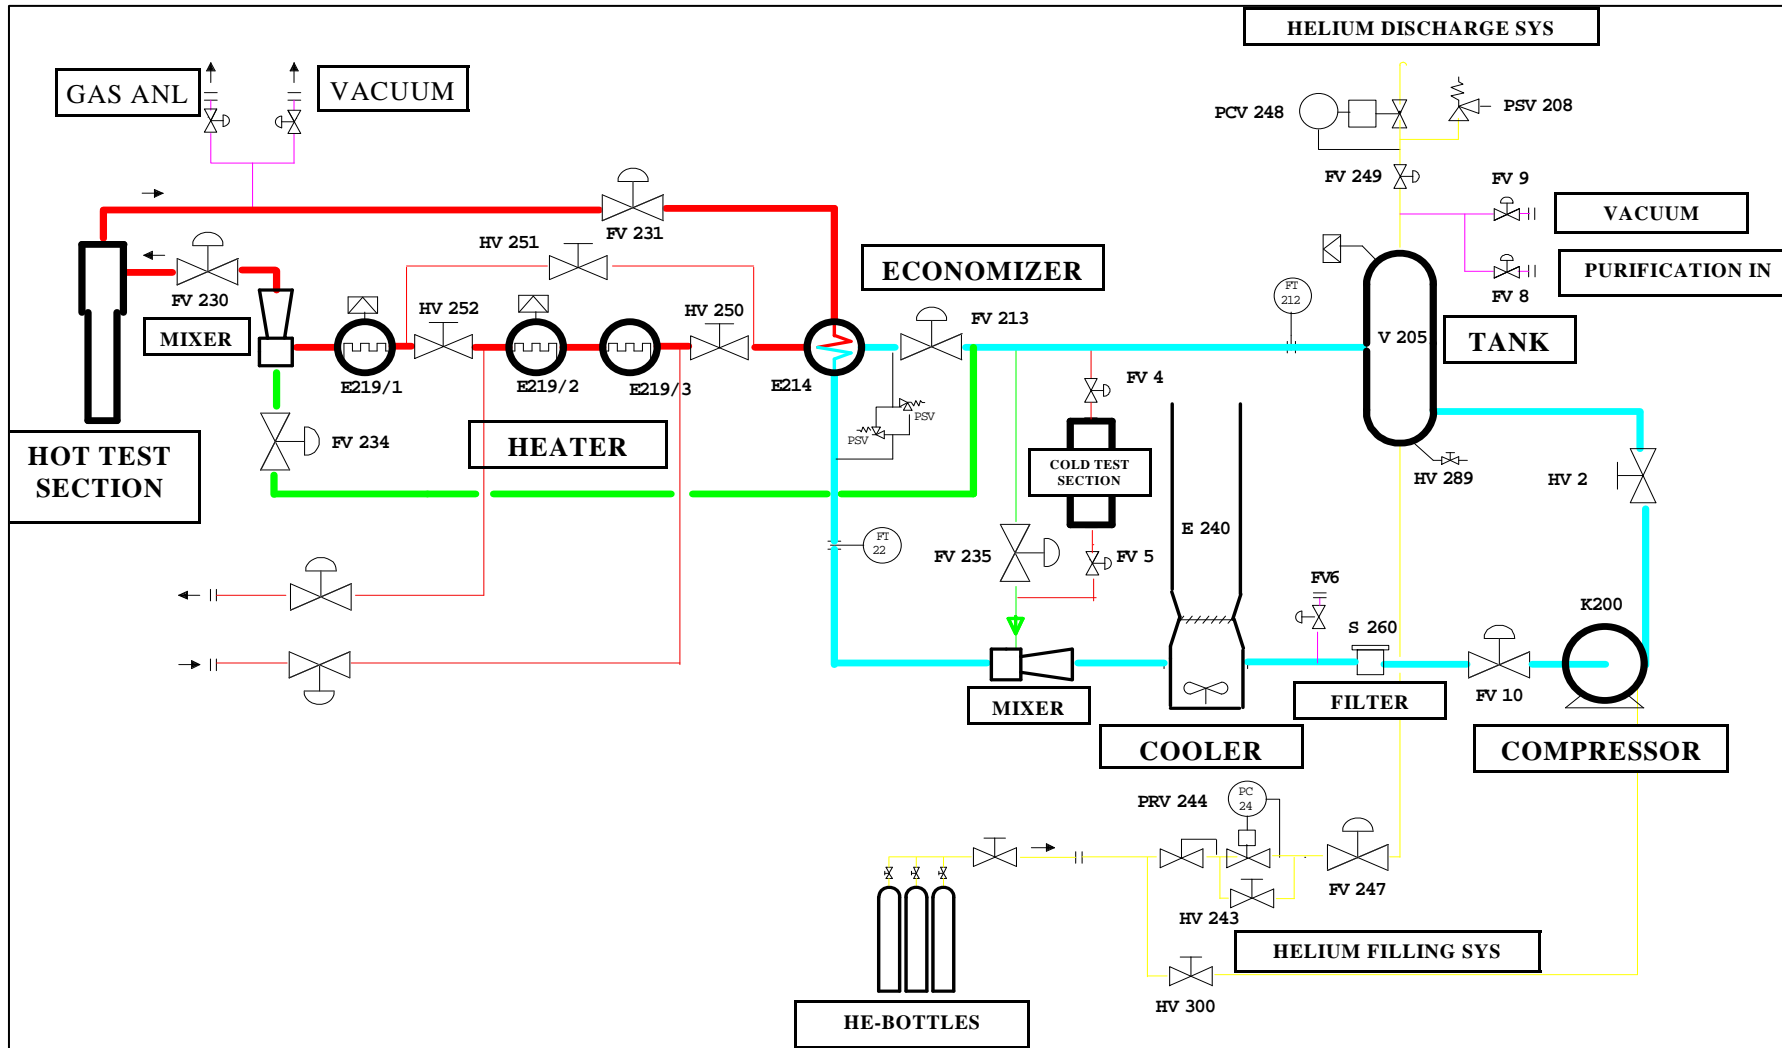 HELIUM DISCHARGE SYS
GAS ANL
VACUUM
PCV 248
PSV 208
FV 249
FV 9
VACUUM
PURIFICATION IN
FV 8
FV 231
HV 251
ECONOMIZER
FV 230
MIXER
HV 252
HV 250
FV 213
FT
212
V 205
TANK
E219/1
E219/2
E219/3
E214
FV 4
PSV
PSV
FV 234
HEATER
HOT TEST
SECTION
COLD TEST
SECTION
HV 289
HV 2
FT
22
FV 235
FV 5
E 240
FV6
K200
S 260
FV 10
MIXER
FILTER
COOLER
COMPRESSOR
PRV 244
PC
24
FV 247
HV 243
HELIUM FILLING SYS
HV 300
HE-BOTTLES